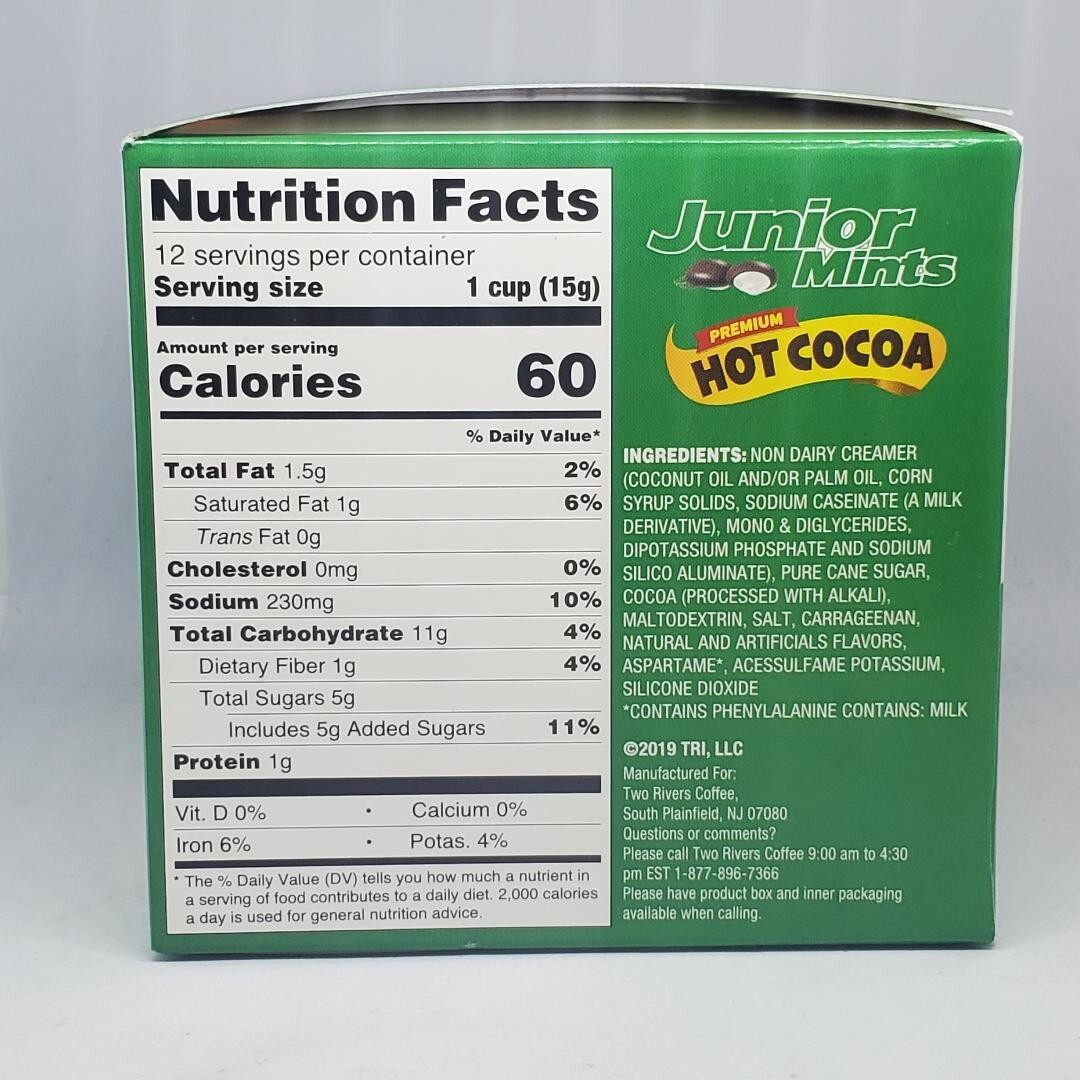 Nutrition Facts
12 servings per container
Serving size 1 cup (15g)
Amount per serving
Calories 60
% Daily Value*
Total Fat 1.5g 2%
Saturated Fat 1g 6%
Trans Fat 0g
Cholesterol 0mg 0%
Sodium 230mg 10%
Total Carbohydrate 11g 4%
Dietary Fiber 1g 4%
Total Sugars 5g
Includes 5g Added Sugars 11%
Protein 1g
Vit. D 0% • Calcium 0%
Iron 6% • Potas. 4%
* The % Daily Value (DV) tells you how much a nutrient in
a serving of food contributes to a daily diet. 2,000 calories
a day is used for general nutrition advice.
Junior
Mints
PREMIUM
HOT COCOA
INGREDIENTS: NON DAIRY CREAMER
(COCONUT OIL AND/OR PALM OIL, CORN
SYRUP SOLIDS, SODIUM CASEINATE (A MILK
DERIVATIVE), MONO & DIGLYCERIDES,
DIPOTASSIUM PHOSPHATE AND SODIUM
SILICO ALUMINATE), PURE CANE SUGAR,
COCOA (PROCESSED WITH ALKALI),
MALTODEXTRIN, SALT, CARRAGEENAN,
NATURAL AND ARTIFICIALS FLAVORS,
ASPARTAME*, ACESSULFAME POTASSIUM,
SILICONE DIOXIDE
*CONTAINS PHENYLALANINE CONTAINS: MILK
©2019 TRI, LLC
Manufactured For:
Two Rivers Coffee,
South Plainfield, NJ 07080
Questions or comments?
Please call Two Rivers Coffee 9:00 am to 4:30
pm EST 1-877-896-7366
Please have product box and inner packaging
available when calling.